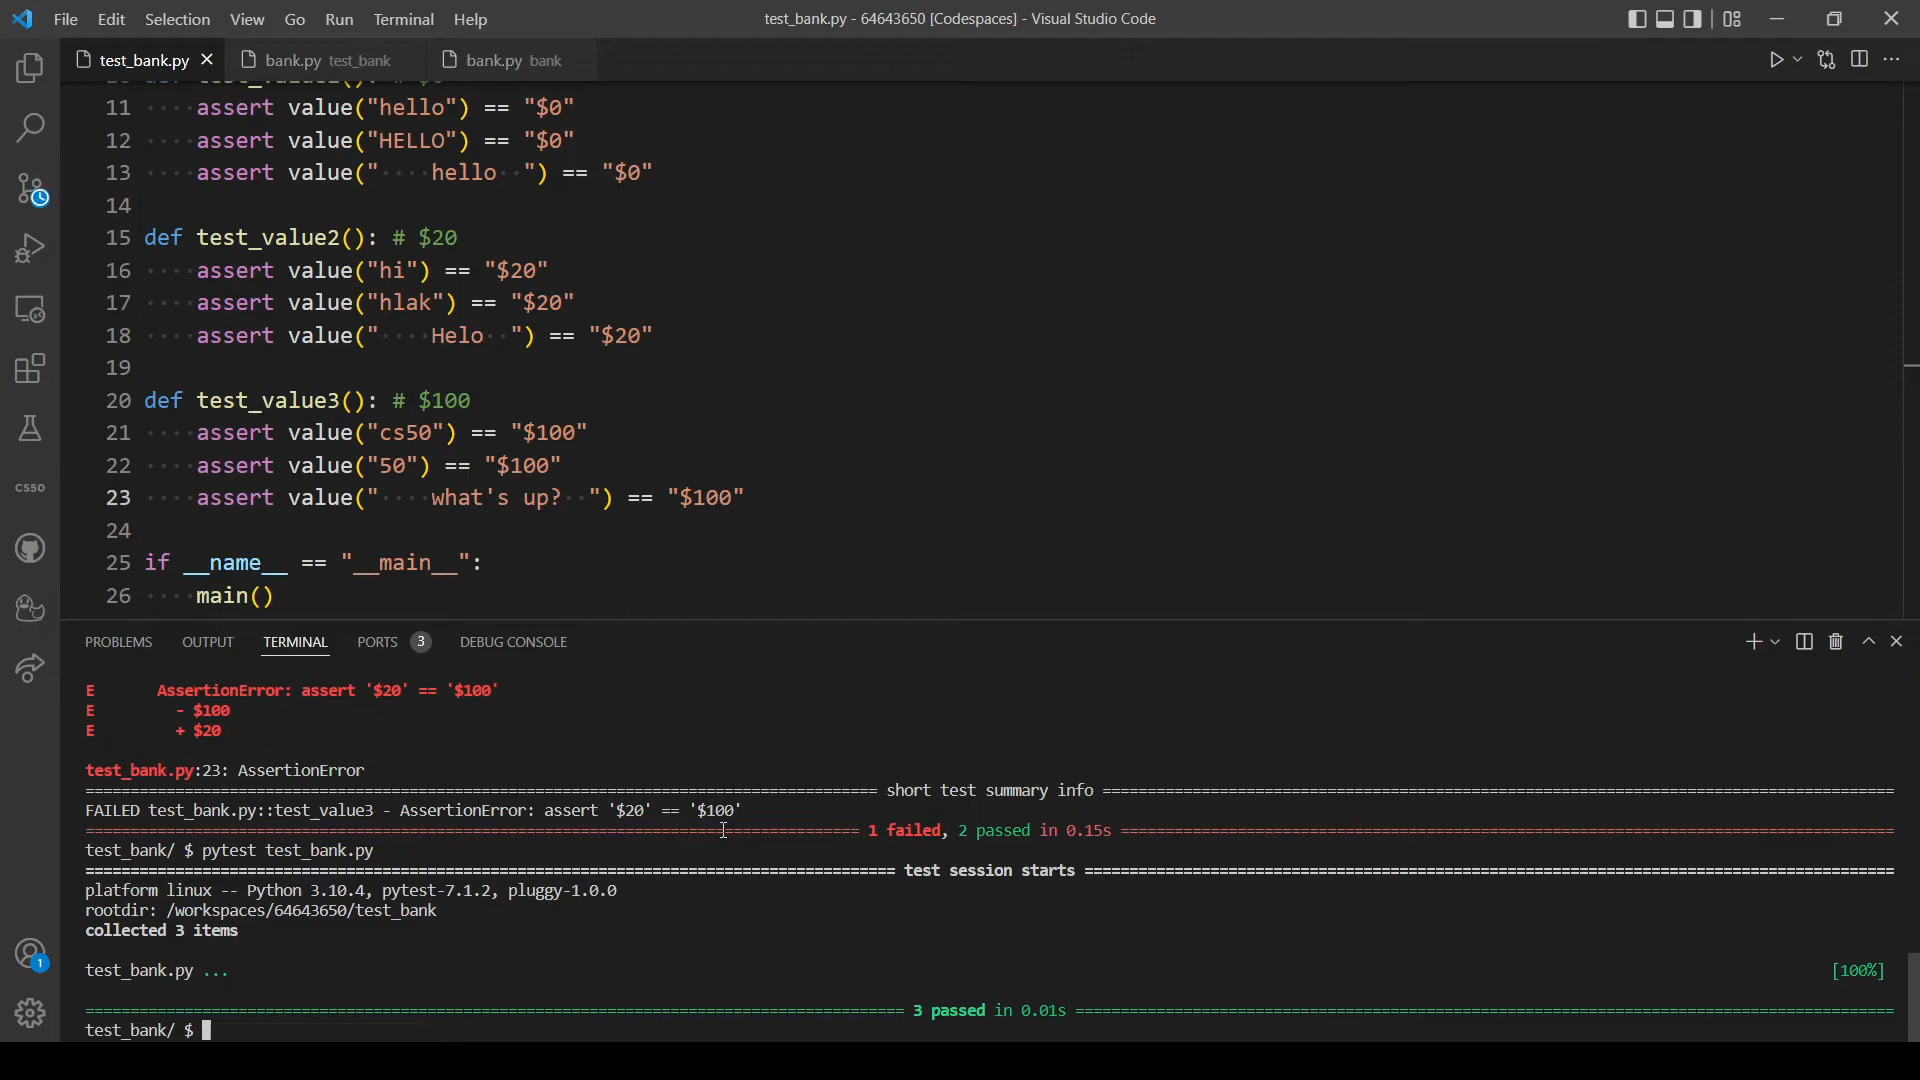 File Edit Selection View Go Run Terminal Help
test_bank.py - 64643650 [Codespaces] - Visual Studio Code
test_bank.py
bank.py test_bank
bank.py bank
11 ····assert value("hello") == "$0"
12 ····assert value("HELLO") == "$0"
13 ····assert value("····hello··") == "$0"
14
15 def test_value2(): # $20
16 ····assert value("hi") == "$20"
17 ····assert value("hlak") == "$20"
18 ····assert value("····Helo··") == "$20"
19
20 def test_value3(): # $100
21 ····assert value("cs50") == "$100"
22 ····assert value("50") == "$100"
23 ····assert value("····what's up?··") == "$100"
24
25 if __name__ == "__main__":
26 ····main()
CS50
1
PROBLEMS OUTPUT TERMINAL PORTS 3 DEBUG CONSOLE
E       AssertionError: assert '$20' == '$100'
E         - $100
E         + $20
test_bank.py:23: AssertionError
short test summary info
FAILED test_bank.py::test_value3 - AssertionError: assert '$20' == '$100'
1 failed, 2 passed in 0.15s
test_bank/ $ pytest test_bank.py
test session starts
platform linux -- Python 3.10.4, pytest-7.1.2, pluggy-1.0.0
rootdir: /workspaces/64643650/test_bank
collected 3 items
test_bank.py ... [100%]
3 passed in 0.01s
test_bank/ $